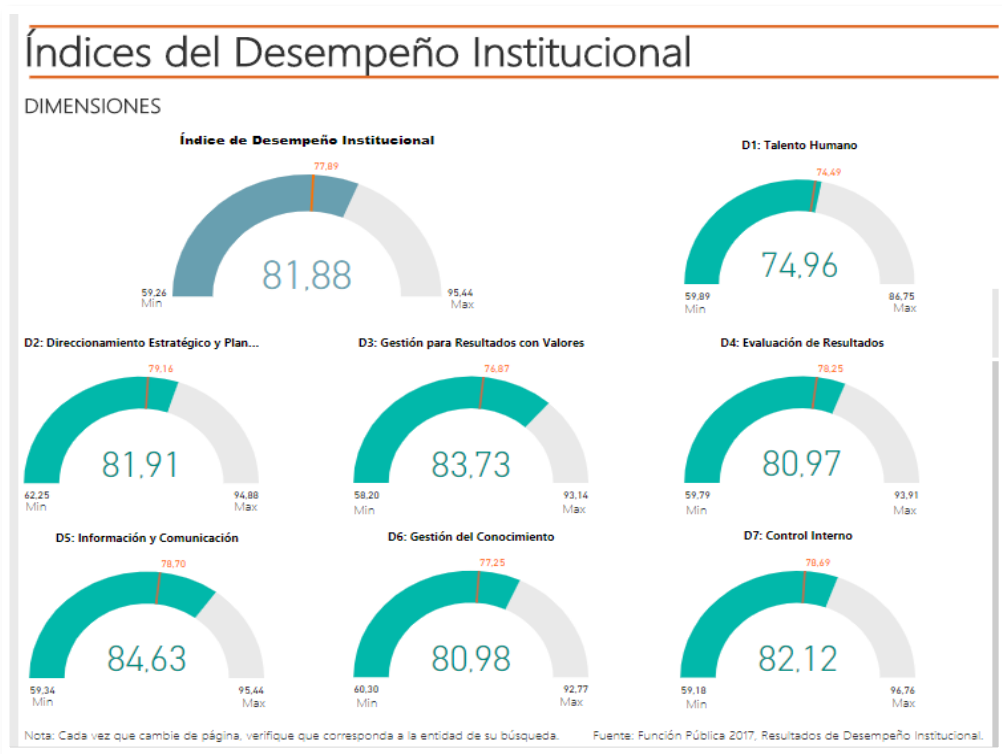 Índices del Desempeño Institucional
DIMENSIONES
Índice de Desempeño Institucional
77,89
81,88
59,26
Min
95,44
Max
D1: Talento Humano
74,49
74,96
59,89
Min
86,75
Max
D2: Direccionamiento Estratégico y Plan...
79,16
81,91
62,25
Min
94,88
Max
D3: Gestión para Resultados con Valores
76,87
83,73
58,20
Min
93,14
Max
D4: Evaluación de Resultados
78,25
80,97
59,79
Min
93,91
Max
D5: Información y Comunicación
78,70
84,63
59,34
Min
95,44
Max
D6: Gestión del Conocimiento
77,25
80,98
60,30
Min
92,77
Max
D7: Control Interno
78,69
82,12
59,18
Min
96,76
Max
Nota: Cada vez que cambie de página, verifique que corresponda a la entidad de su búsqueda.
Fuente: Función Pública 2017, Resultados de Desempeño Institucional.